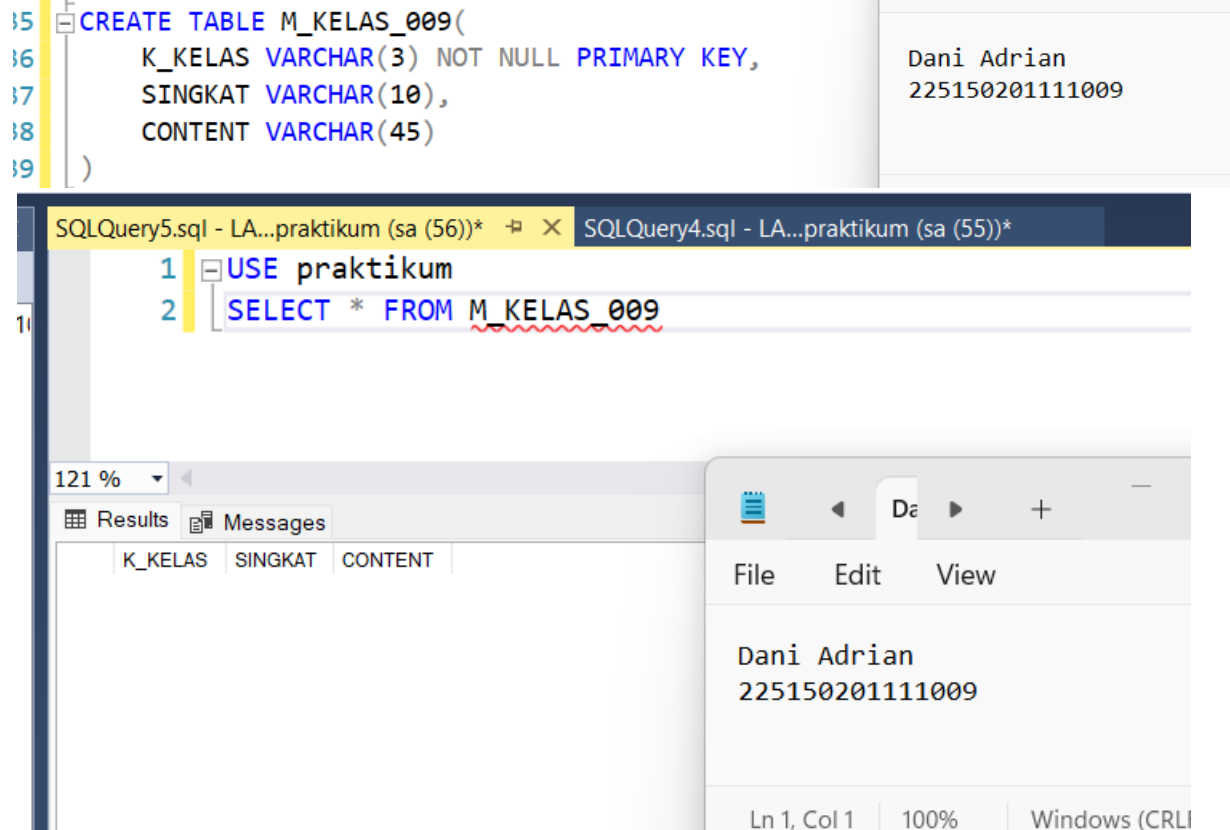 35 CREATE TABLE M_KELAS_009(
36 K_KELAS VARCHAR(3) NOT NULL PRIMARY KEY,
37 SINGKAT VARCHAR(10),
38 CONTENT VARCHAR(45)
39 )
Dani Adrian
225150201111009
SQLQuery5.sql - LA...praktikum (sa (56))* SQLQuery4.sql - LA...praktikum (sa (55))*
1 USE praktikum
2 SELECT * FROM M_KELAS_009
121 %
Results Messages
K_KELAS SINGKAT CONTENT
Da
File Edit View
Dani Adrian
225150201111009
Ln 1, Col 1 100% Windows (CRLF